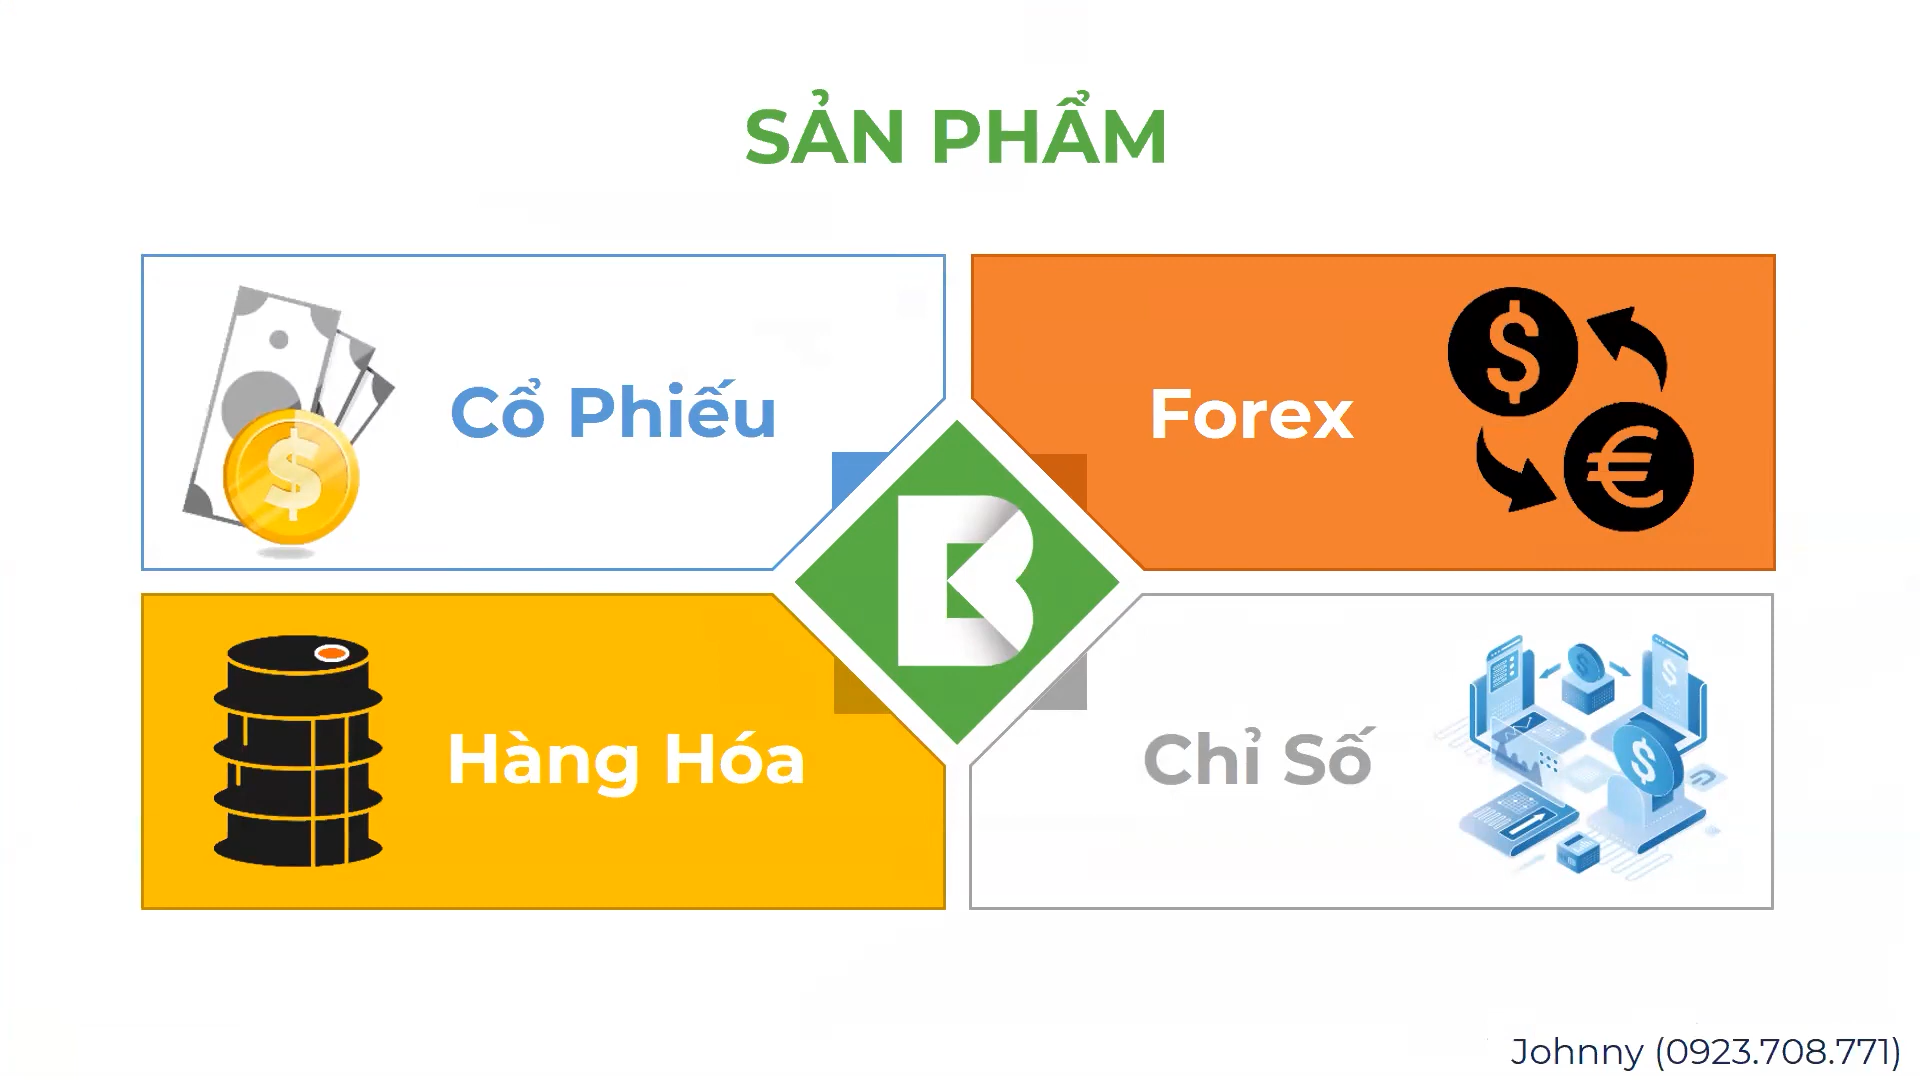 SẢN PHẨM
Cổ Phiếu
Forex
Hàng Hóa
Chỉ Số
Johnny (0923.708.771)